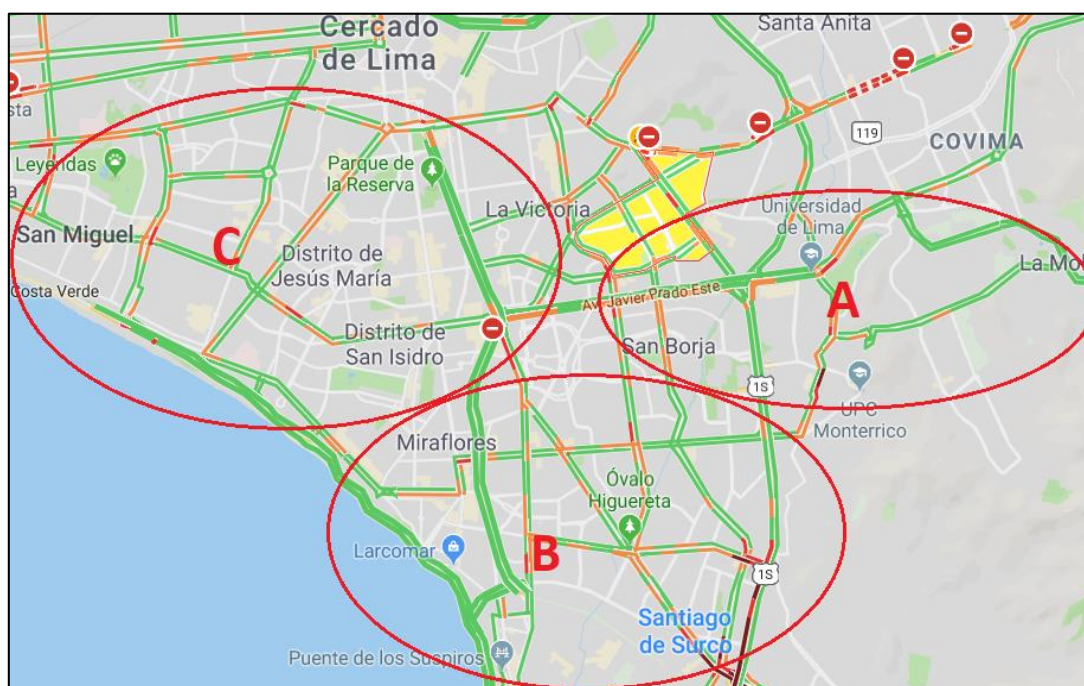 Cercado
de Lima
Santa Anita
119
COVIMA
Leyendas
Parque de
la Reserva
La Victoria
Universidad
de Lima
San Miguel
C
Distrito de
Jesús María
La Mol
Costa Verde
Av. Javier Prado Este
A
Distrito de
San Isidro
San Borja
1S
UPC
Monterrico
Miraflores
Óvalo
Higuereta
Larcomar
B
1S
Santiago
de Surco
Puente de los Suspiros